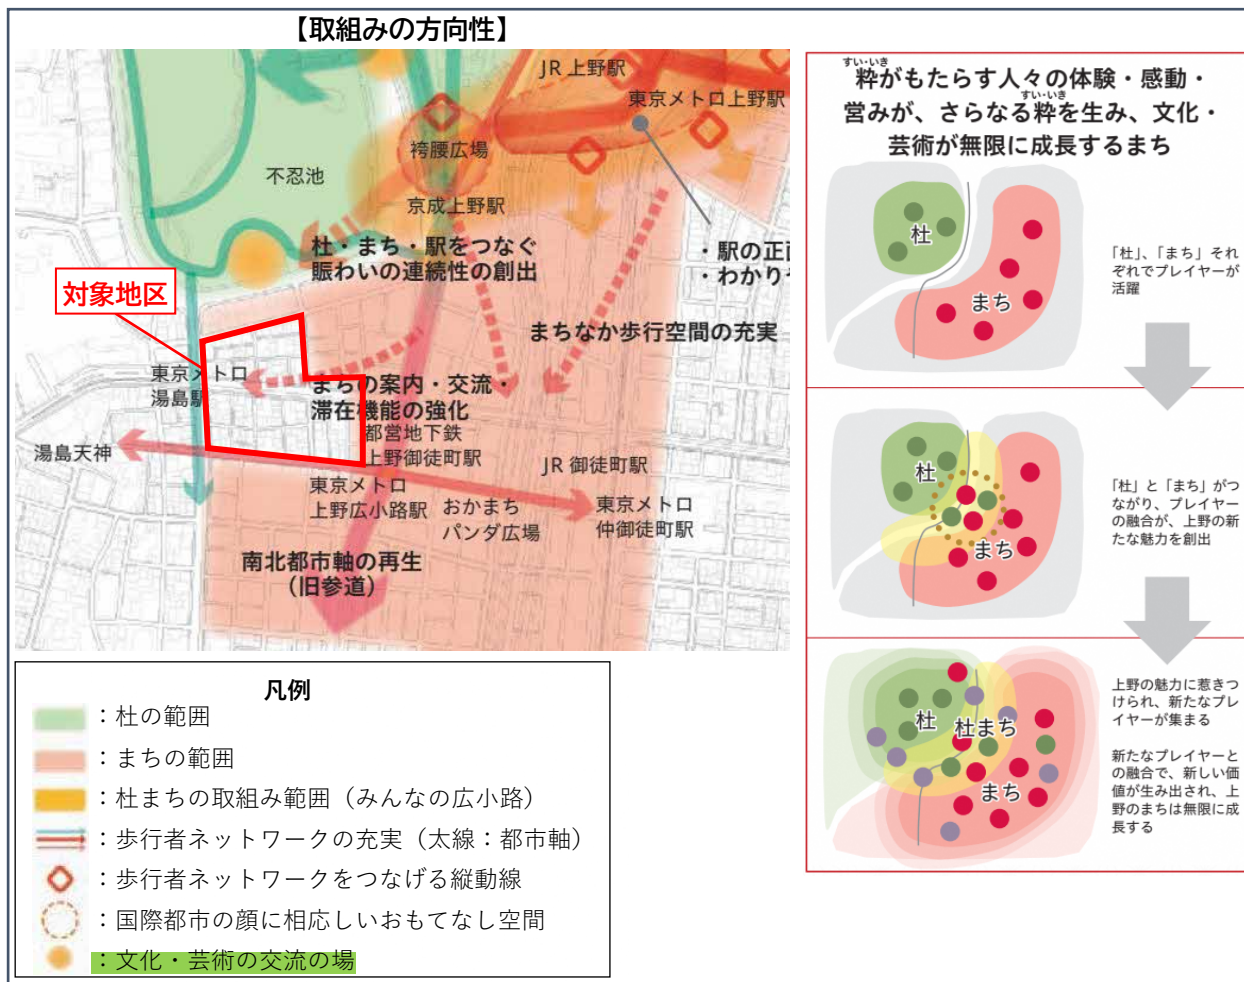 【取組みの方向性】
JR 上野駅
東京メトロ上野駅
袴腰広場
不忍池
京成上野駅
杜・まち・駅をつなぐ
賑わいの連続性の創出
・駅の正面
・わかりや
対象地区
まちなか歩行空間の充実
東京メトロ
湯島駅
まちの案内・交流・
滞在機能の強化
都営地下鉄
上野御徒町駅
湯島天神
JR 御徒町駅
東京メトロ
上野広小路駅
おかまち
パンダ広場
東京メトロ
仲御徒町駅
南北都市軸の再生
（旧参道）
凡例
：杜の範囲
：まちの範囲
：杜まちの取組み範囲（みんなの広小路）
：歩行者ネットワークの充実（太線：都市軸）
：歩行者ネットワークをつなげる縦動線
：国際都市の顔に相応しいおもてなし空間
：文化・芸術の交流の場
すい・いき
粋がもたらす人々の体験・感動・
すい・いき
営みが、さらなる粋を生み、文化・
芸術が無限に成長するまち
杜
まち
「杜」、「まち」それ
ぞれでプレイヤーが
活躍
杜
まち
「杜」と「まち」がつ
ながり、プレイヤー
の融合が、上野の新
たな魅力を創出
杜
杜まち
まち
上野の魅力に惹きつ
けられ、新たなプレ
イヤーが集まる
新たなプレイヤーと
の融合で、新しい価
値が生み出され、上
野のまちは無限に成
長する